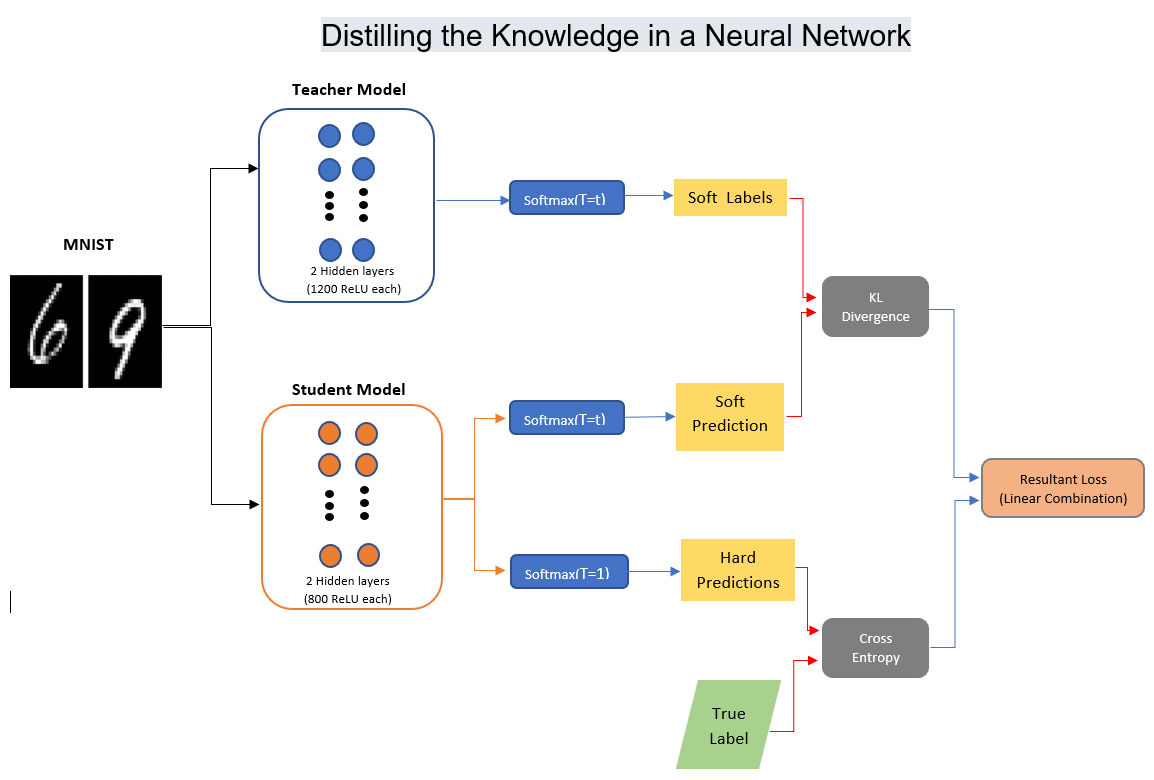 Distilling the Knowledge in a Neural Network
Teacher Model
2 Hidden layers
(1200 ReLU each)
Softmax(T=t)
Soft Labels
MNIST
KL
Divergence
Student Model
2 Hidden layers
(800 ReLU each)
Softmax(T=t)
Soft
Prediction
Resultant Loss
(Linear Combination)
Softmax(T=1)
Hard
Predictions
Cross
Entropy
True
Label
6 9